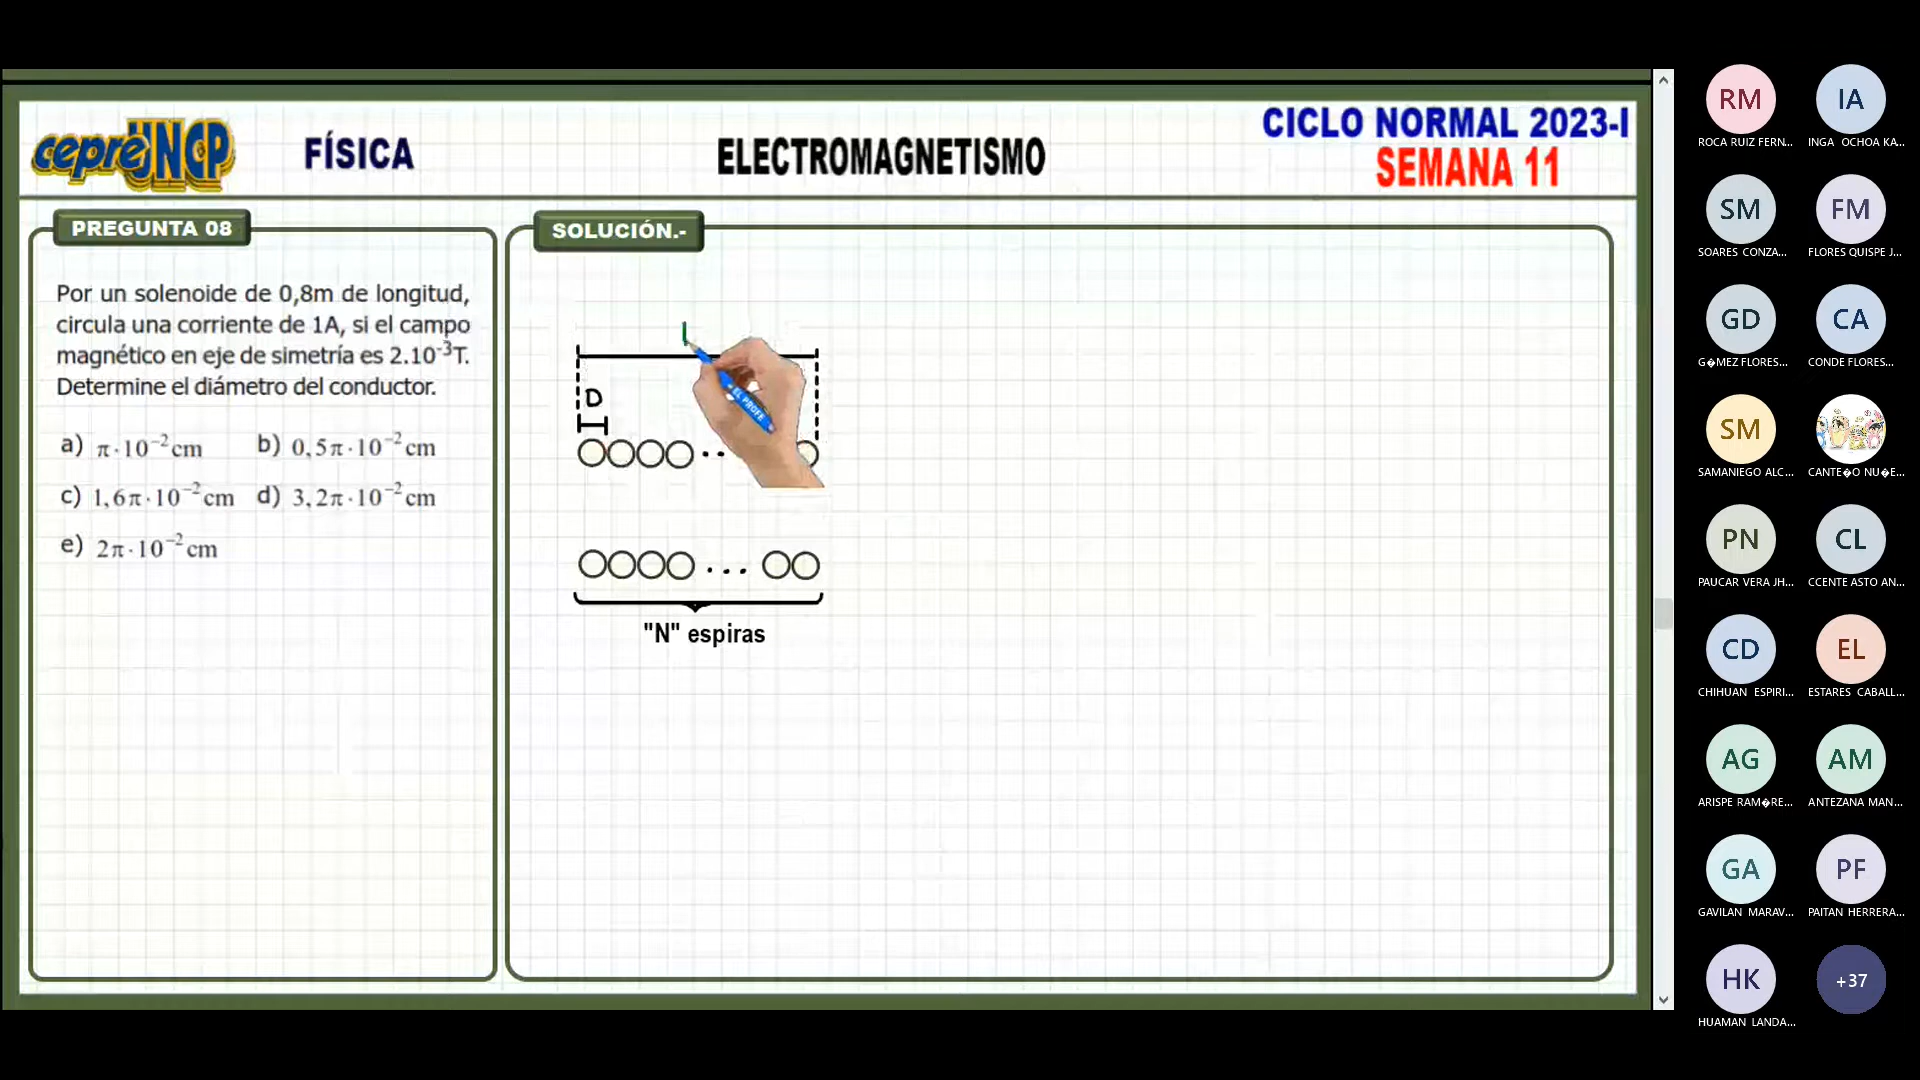 cepreUNCP
FÍSICA
ELECTROMAGNETISMO
CICLO NORMAL 2023-I
SEMANA 11
PREGUNTA 08
Por un solenoide de 0,8m de longitud,
circula una corriente de 1A, si el campo
magnético en eje de simetría es 2.10⁻³T.
Determine el diámetro del conductor.
a) π·10⁻²cm b) 0,5π·10⁻²cm
c) 1,6π·10⁻²cm d) 3,2π·10⁻²cm
e) 2π·10⁻²cm
SOLUCIÓN.-
D
EL PROFE
"N" espiras
RM
ROCA RUIZ FERN...
IA
INGA OCHOA KA...
SM
SOARES CONZA...
FM
FLORES QUISPE J...
GD
G�MEZ FLORES...
CA
CONDE FLORES...
SM
SAMANIEGO ALC...
CANTE�O NU�E...
PN
PAUCAR VERA JH...
CL
CCENTE ASTO AN...
CD
CHIHUAN ESPIRI...
EL
ESTARES CABALL...
AG
ARISPE RAM�RE...
AM
ANTEZANA MAN...
GA
GAVILAN MARAV...
PF
PAITAN HERRERA...
HK
HUAMAN LANDA...
+37